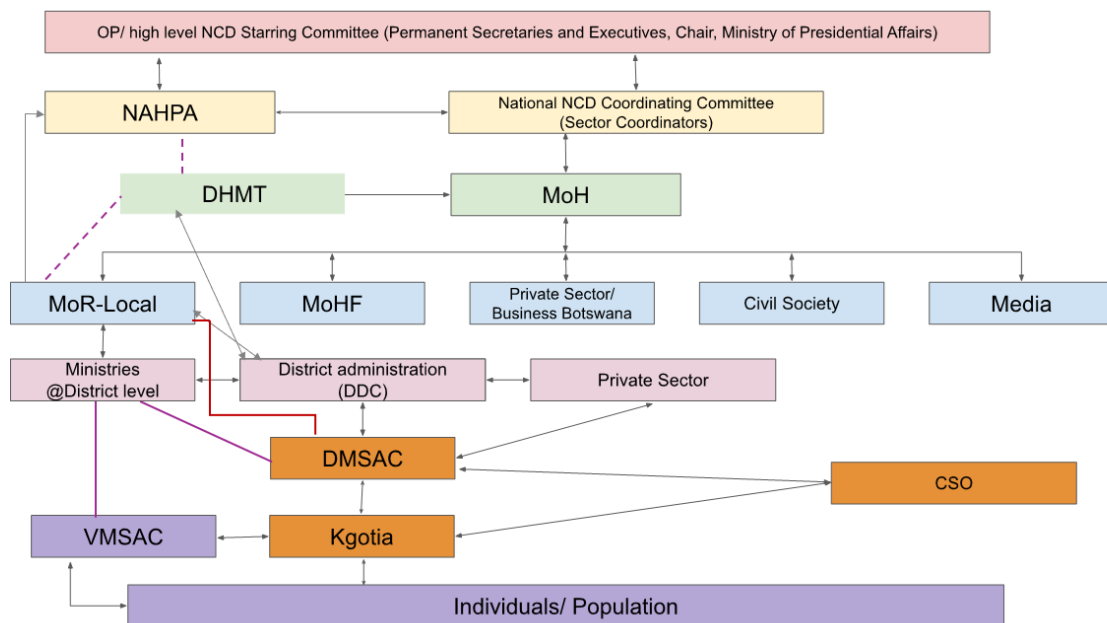 OP/ high level NCD Starring Committee (Permanent Secretaries and Executives, Chair, Ministry of Presidential Affairs)
NAHPA
National NCD Coordinating Committee
(Sector Coordinators)
DHMT
MoH
MoR-Local
MoHF
Private Sector/
Business Botswana
Civil Society
Media
Ministries
@District level
District administration
(DDC)
Private Sector
DMSAC
CSO
VMSAC
Kgotia
Individuals/ Population